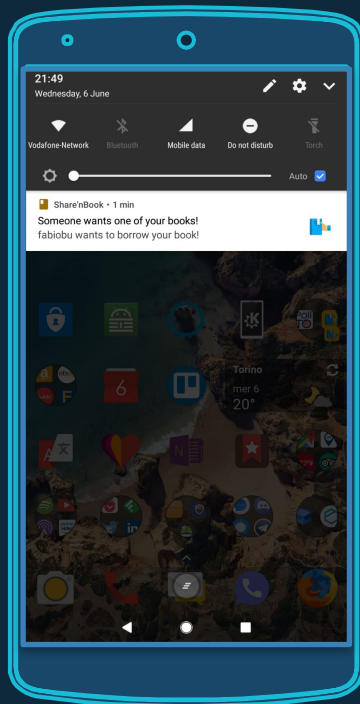 21:49
Wednesday, 6 June
Vodafone-Network
Bluetooth
Mobile data
Do not disturb
Torch
Auto
Share'nBook • 1 min
Someone wants one of your books!
fabiobu wants to borrow your book!
Torino
mer 6
20°
6